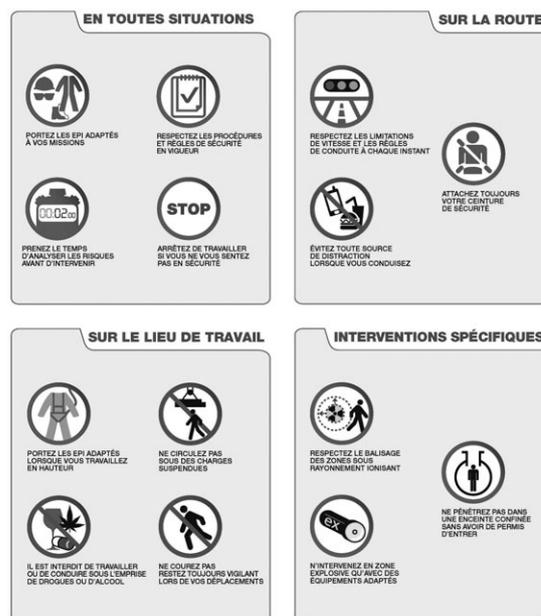 EN TOUTES SITUATIONS
PORTEZ LES EPI ADAPTÉS
À VOS MISSIONS
RESPECTEZ LES PROCÉDURES
ET RÈGLES DE SÉCURITÉ
EN VIGUEUR
00:0200
PRENEZ LE TEMPS
D'ANALYSER LES RISQUES
AVANT D'INTERVENIR
STOP
ARRÊTEZ DE TRAVAILLER
SI VOUS NE VOUS SENTEZ
PAS EN SÉCURITÉ
SUR LA ROUTE
RESPECTEZ LES LIMITATIONS
DE VITESSE ET LES RÈGLES
DE CONDUITE À CHAQUE INSTANT
ATTACHEZ TOUJOURS
VOTRE CEINTURE
DE SÉCURITÉ
ÉVITEZ TOUTE SOURCE
DE DISTRACTION
LORSQUE VOUS CONDUISEZ
SUR LE LIEU DE TRAVAIL
PORTEZ LES EPI ADAPTÉS
LORSQUE VOUS TRAVAILLEZ
EN HAUTEUR
NE CIRCULEZ PAS
SOUS DES CHARGES
SUSPENDUES
IL EST INTERDIT DE TRAVAILLER
OU DE CONDUIRE SOUS L'EMPRISE
DE DROGUES OU D'ALCOOL
NE COUREZ PAS
RESTEZ TOUJOURS VIGILANT
LORS DE VOS DÉPLACEMENTS
INTERVENTIONS SPÉCIFIQUES
RESPECTEZ LE BALISAGE
DES ZONES SOUS
RAYONNEMENT IONISANT
NE PÉNÉTREZ PAS DANS
UNE ENCEINTE CONFINÉE
SANS AVOIR DE PERMIS
D'ENTRER
ex
N'INTERVENEZ EN ZONE
EXPLOSIVE QU'AVEC DES
ÉQUIPEMENTS ADAPTÉS